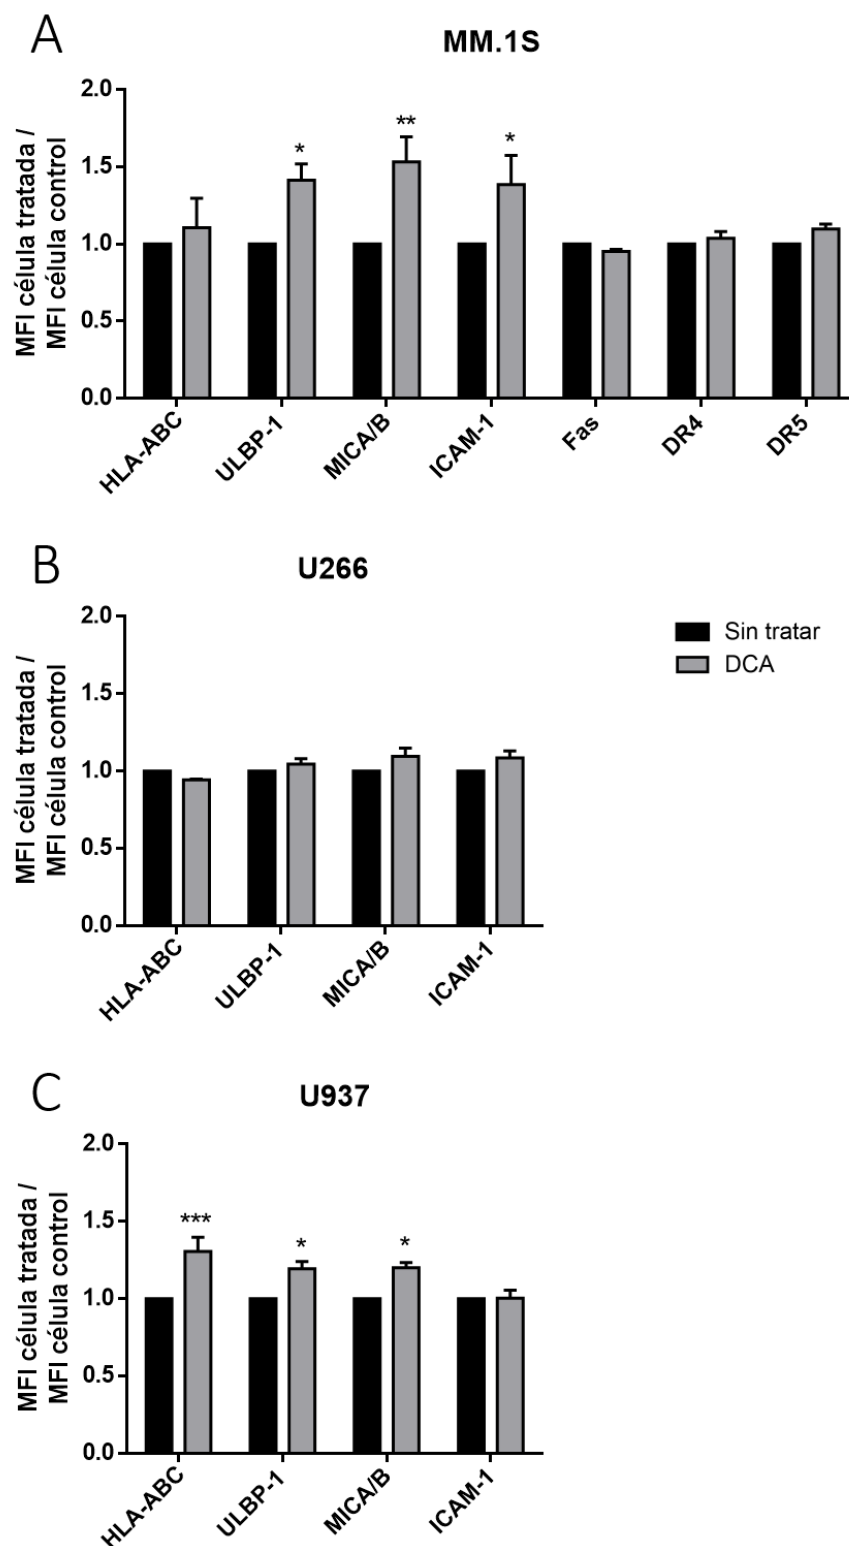 A
MM.1S
MFI célula tratada /
MFI célula control
2.0
1.5
1.0
0.5
0.0
*
**
*
HLA-ABC
ULBP-1
MICA/B
ICAM-1
Fas
DR4
DR5
B
U266
MFI célula tratada /
MFI célula control
2.0
1.5
1.0
0.5
0.0
HLA-ABC
ULBP-1
MICA/B
ICAM-1
Sin tratar
DCA
C
U937
MFI célula tratada /
MFI célula control
2.0
1.5
1.0
0.5
0.0
***
*
*
HLA-ABC
ULBP-1
MICA/B
ICAM-1